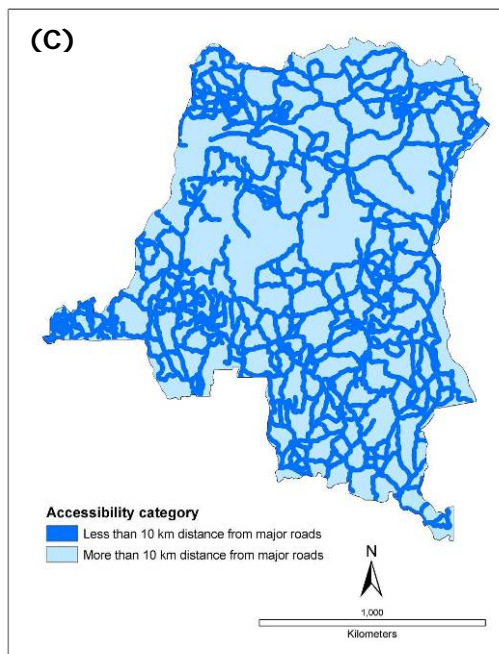 (C)
Accessibility category
Less than 10 km distance from major roads
More than 10 km distance from major roads
N
1,000
Kilometers